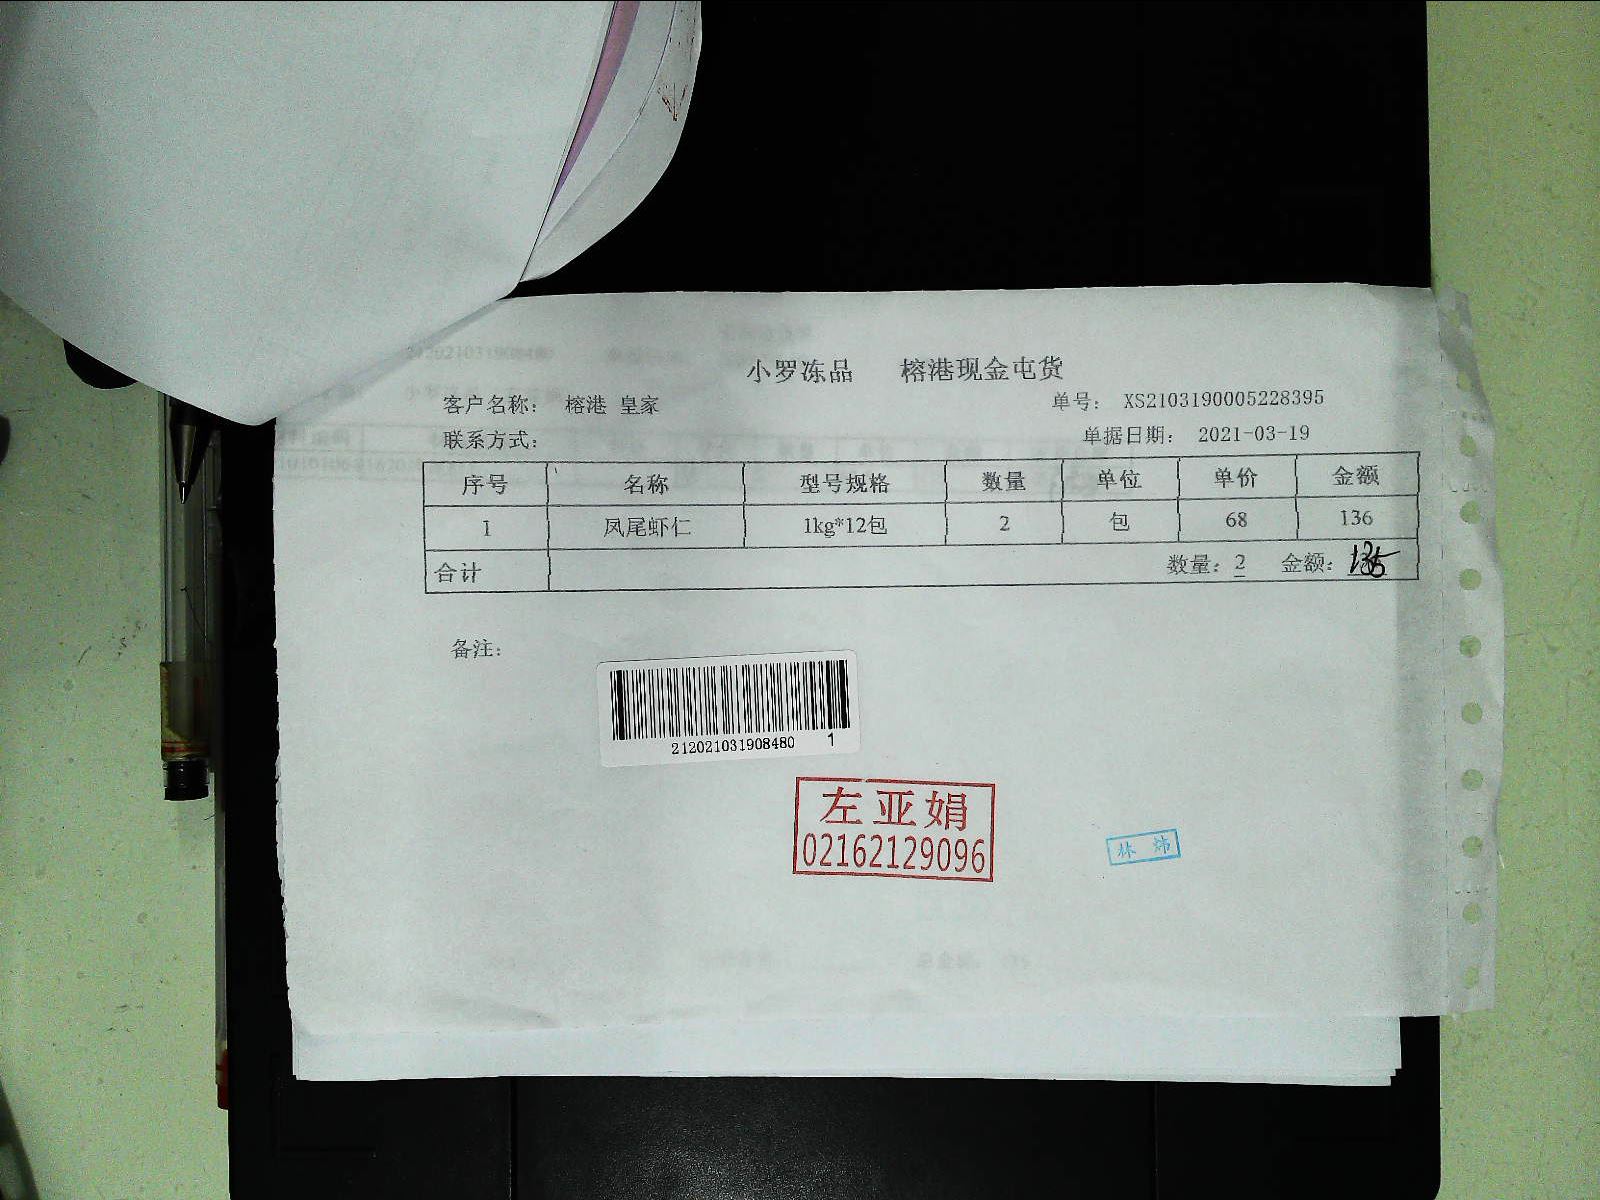 小罗冻品 榕港现金屯货
客户名称： 榕港 皇家 单号： XS2103190005228395
联系方式： 单据日期： 2021-03-19
序号 名称 型号规格 数量 单位 单价 金额
1 凤尾虾仁 1kg*12包 2 包 68 136
合计 数量：2 金额：
备注：
212021031908480 1
左亚娟
02162129096
林炜